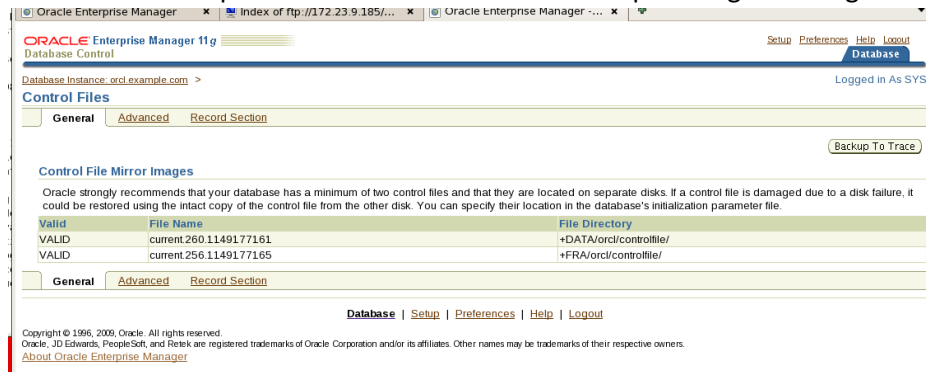 Oracle Enterprise Manager × Index of ftp://172.23.9.185/... × Oracle Enterprise Manager -... ×
ORACLE Enterprise Manager 11g
Setup Preferences Help Logout
Database Control
Database
Database Instance: orcl.example.com >
Logged in As SYS
Control Files
General Advanced Record Section
Backup To Trace
Control File Mirror Images
Oracle strongly recommends that your database has a minimum of two control files and that they are located on separate disks. If a control file is damaged due to a disk failure, it
could be restored using the intact copy of the control file from the other disk. You can specify their location in the database's initialization parameter file.
Valid File Name File Directory
VALID current.260.1149177161 +DATA/orcl/controlfile/
VALID current.256.1149177165 +FRA/orcl/controlfile/
General Advanced Record Section
Database | Setup | Preferences | Help | Logout
Copyright © 1996, 2009, Oracle. All rights reserved.
Oracle, JD Edwards, PeopleSoft, and Retek are registered trademarks of Oracle Corporation and/or its affiliates. Other names may be trademarks of their respective owners.
About Oracle Enterprise Manager